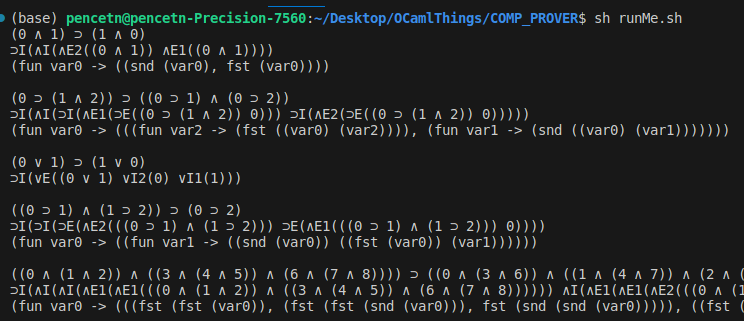 (base) pencetn@pencetn-Precision-7560:~/Desktop/OCamlThings/COMP_PROVER$ sh runMe.sh
(0 ∧ 1) ⊃ (1 ∧ 0)
⊃I(∧I(∧E2((0 ∧ 1)) ∧E1((0 ∧ 1))))
(fun var0 -> ((snd (var0), fst (var0))))
(0 ⊃ (1 ∧ 2)) ⊃ ((0 ⊃ 1) ∧ (0 ⊃ 2))
⊃I(∧I(⊃I(∧E1(⊃E((0 ⊃ (1 ∧ 2)) 0))) ⊃I(∧E2(⊃E((0 ⊃ (1 ∧ 2)) 0)))))
(fun var0 -> (((fun var2 -> (fst ((var0) (var2)))), (fun var1 -> (snd ((var0) (var1)))))))
(0 ∨ 1) ⊃ (1 ∨ 0)
⊃I(∨E((0 ∨ 1) ∨I2(0) ∨I1(1)))
((0 ⊃ 1) ∧ (1 ⊃ 2)) ⊃ (0 ⊃ 2)
⊃I(⊃I(⊃E(∧E2(((0 ⊃ 1) ∧ (1 ⊃ 2))) ⊃E(∧E1(((0 ⊃ 1) ∧ (1 ⊃ 2))) 0))))
(fun var0 -> ((fun var1 -> ((snd (var0)) ((fst (var0)) (var1))))))
((0 ∧ (1 ∧ 2)) ∧ ((3 ∧ (4 ∧ 5)) ∧ (6 ∧ (7 ∧ 8)))) ⊃ ((0 ∧ (3 ∧ 6)) ∧ ((1 ∧ (4 ∧ 7)) ∧ (2 ∧ (
⊃I(∧I(∧I(∧E1(∧E1(((0 ∧ (1 ∧ 2)) ∧ ((3 ∧ (4 ∧ 5)) ∧ (6 ∧ (7 ∧ 8)))))) ∧I(∧E1(∧E1(∧E2(((0 ∧ (1
(fun var0 -> (((fst (fst (var0)), (fst (fst (snd (var0))), fst (snd (snd (var0))))), ((fst (